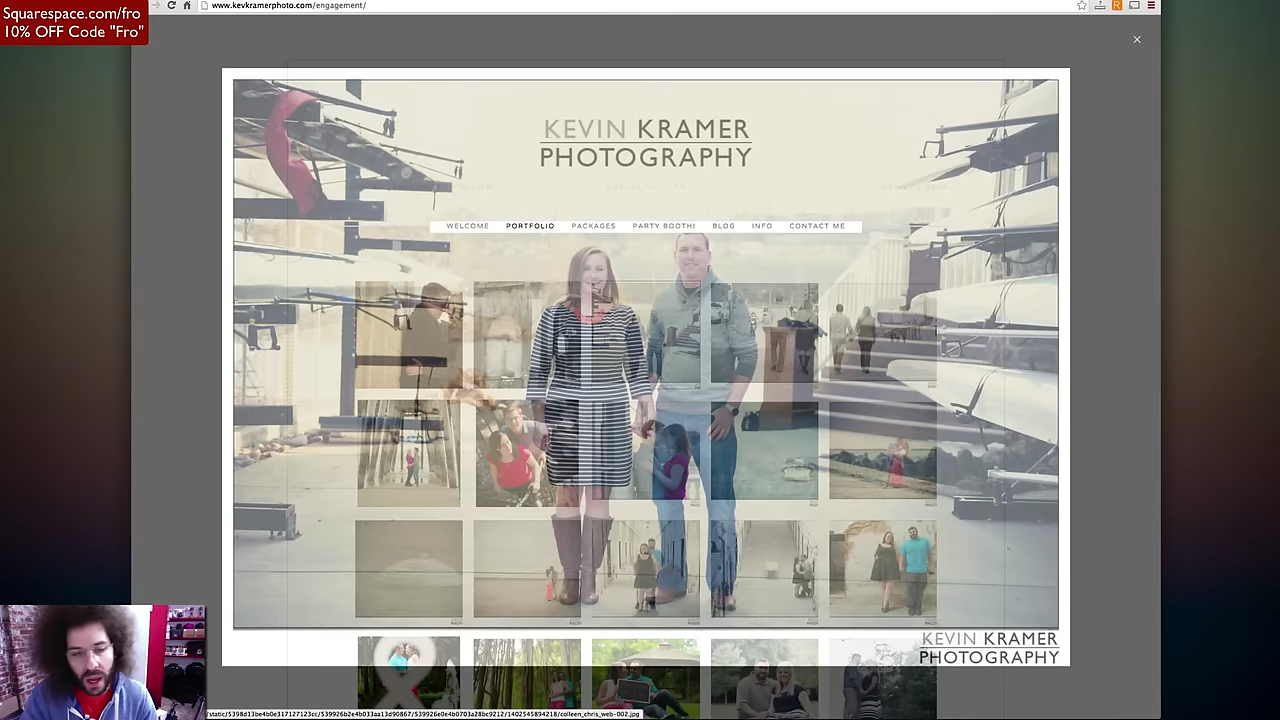 Squarespace.com/fro
10% OFF Code "Fro"
www.kevkramerphoto.com/engagement/
KEVIN KRAMER
PHOTOGRAPHY
WELCOME PORTFOLIO PACKAGES PARTY BOOTH! BLOG INFO CONTACT ME
KEVIN KRAMER
PHOTOGRAPHY